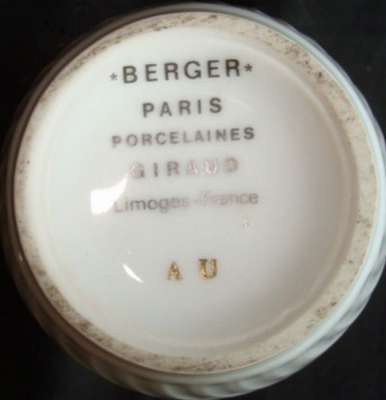 *BERGER*
PARIS
PORCELAINES
GIRAUD
Limoges-France
A U